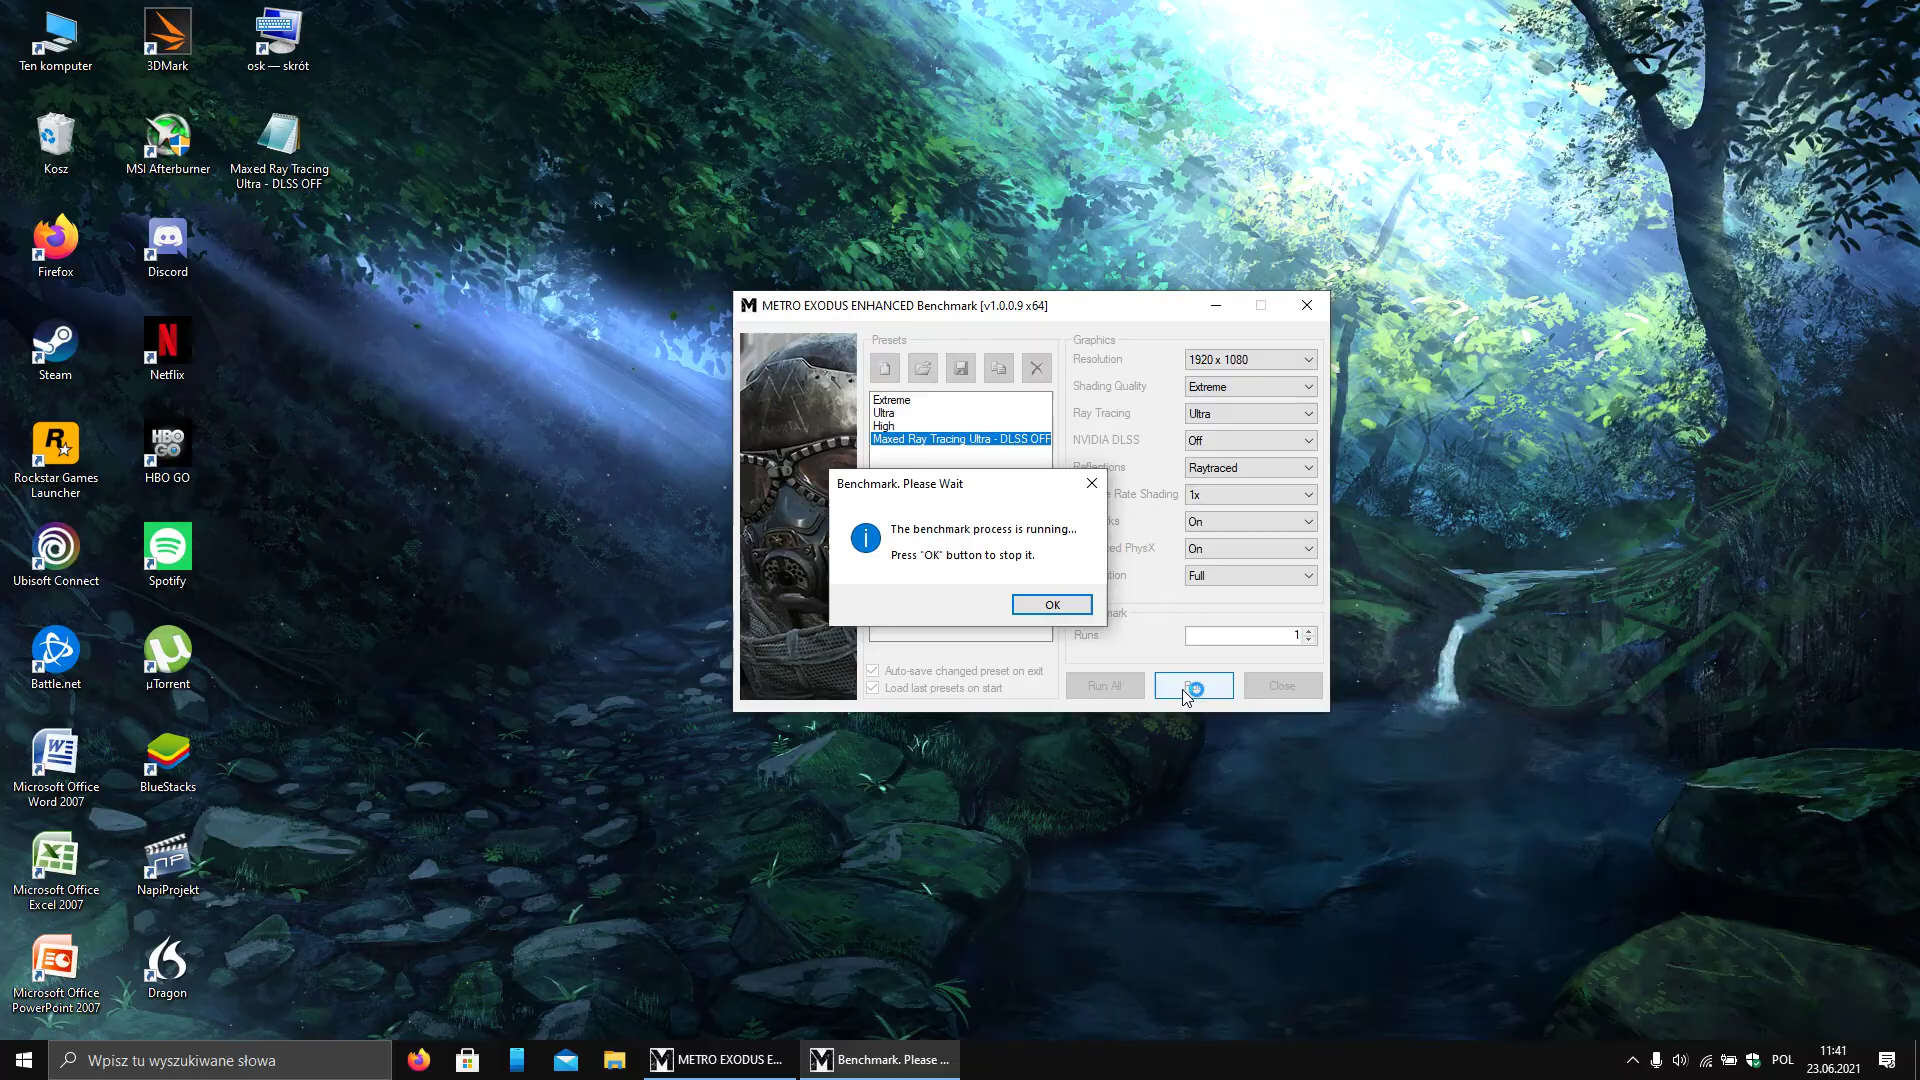 Ten komputer
3DMark
osk — skrót
Kosz
MSI Afterburner
Maxed Ray Tracing
Ultra - DLSS OFF
Firefox
Discord
Steam
Netflix
HBO
GO
Rockstar Games
Launcher
HBO GO
Ubisoft Connect
Spotify
Battle.net
µTorrent
Microsoft Office
Word 2007
BlueStacks
Microsoft Office
Excel 2007
NapiProjekt
Microsoft Office
PowerPoint 2007
Dragon
METRO EXODUS ENHANCED Benchmark [v1.0.0.9 x64]
Presets
Extreme
Ultra
High
Maxed Ray Tracing Ultra - DLSS OFF
Auto-save changed preset on exit
Load last presets on start
Graphics
Resolution 1920 x 1080
Shading Quality Extreme
Ray Tracing Ultra
NVIDIA DLSS Off
Raytraced
Rate Shading 1x
On
PhysX On
Full
Runs 1
Run All
Close
Benchmark. Please Wait
The benchmark process is running...
Press "OK" button to stop it.
OK
Wpisz tu wyszukiwane słowa
METRO EXODUS E...
Benchmark. Please ...
POL
11:41
23.06.2021